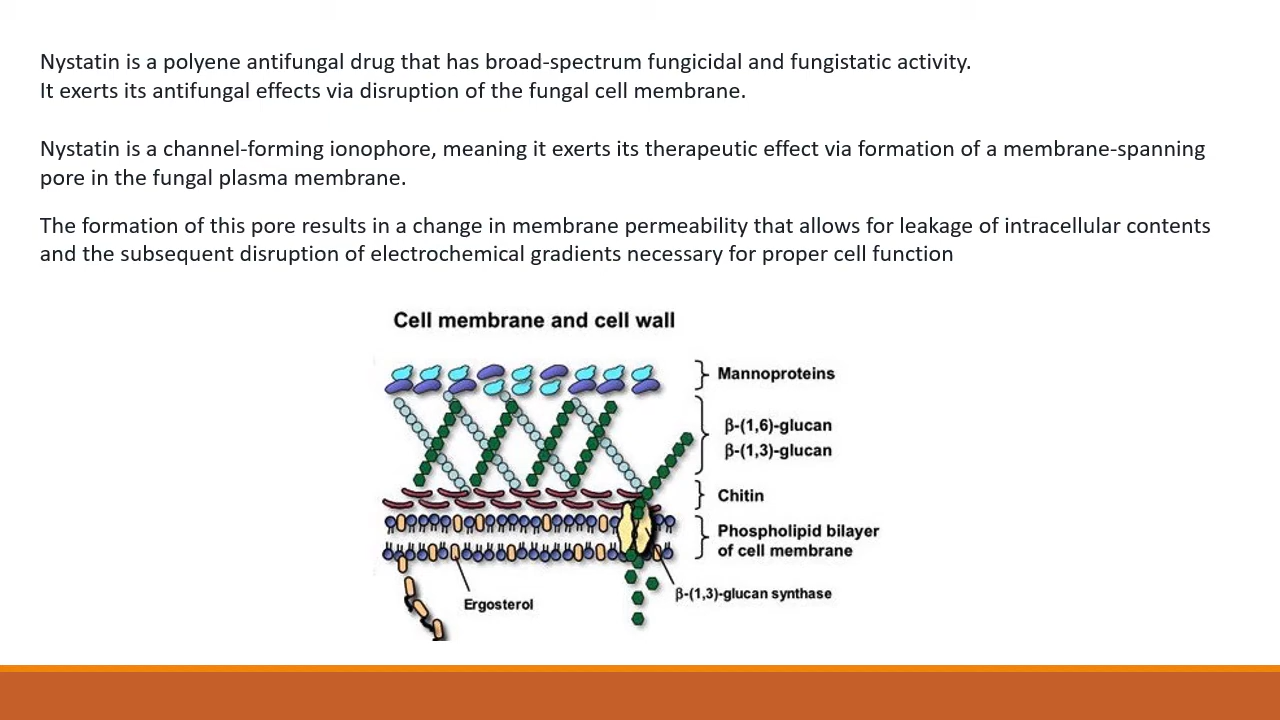 Nystatin is a polyene antifungal drug that has broad-spectrum fungicidal and fungistatic activity.
It exerts its antifungal effects via disruption of the fungal cell membrane.
Nystatin is a channel-forming ionophore, meaning it exerts its therapeutic effect via formation of a membrane-spanning
pore in the fungal plasma membrane.
The formation of this pore results in a change in membrane permeability that allows for leakage of intracellular contents
and the subsequent disruption of electrochemical gradients necessary for proper cell function
Cell membrane and cell wall
Mannoproteins
β-(1,6)-glucan
β-(1,3)-glucan
Chitin
Phospholipid bilayer
of cell membrane
β-(1,3)-glucan synthase
Ergosterol